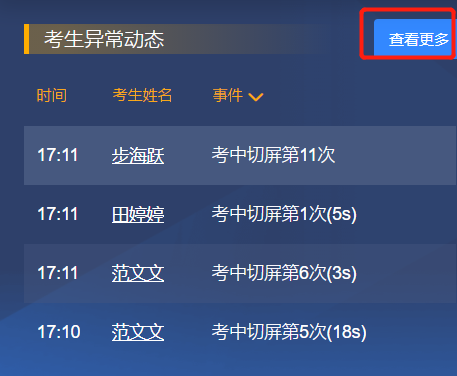 考生异常动态 查看更多
时间 考生姓名 事件
17:11 步海跃 考中切屏第11次
17:11 田婷婷 考中切屏第1次(5s)
17:11 范文文 考中切屏第6次(3s)
17:10 范文文 考中切屏第5次(18s)